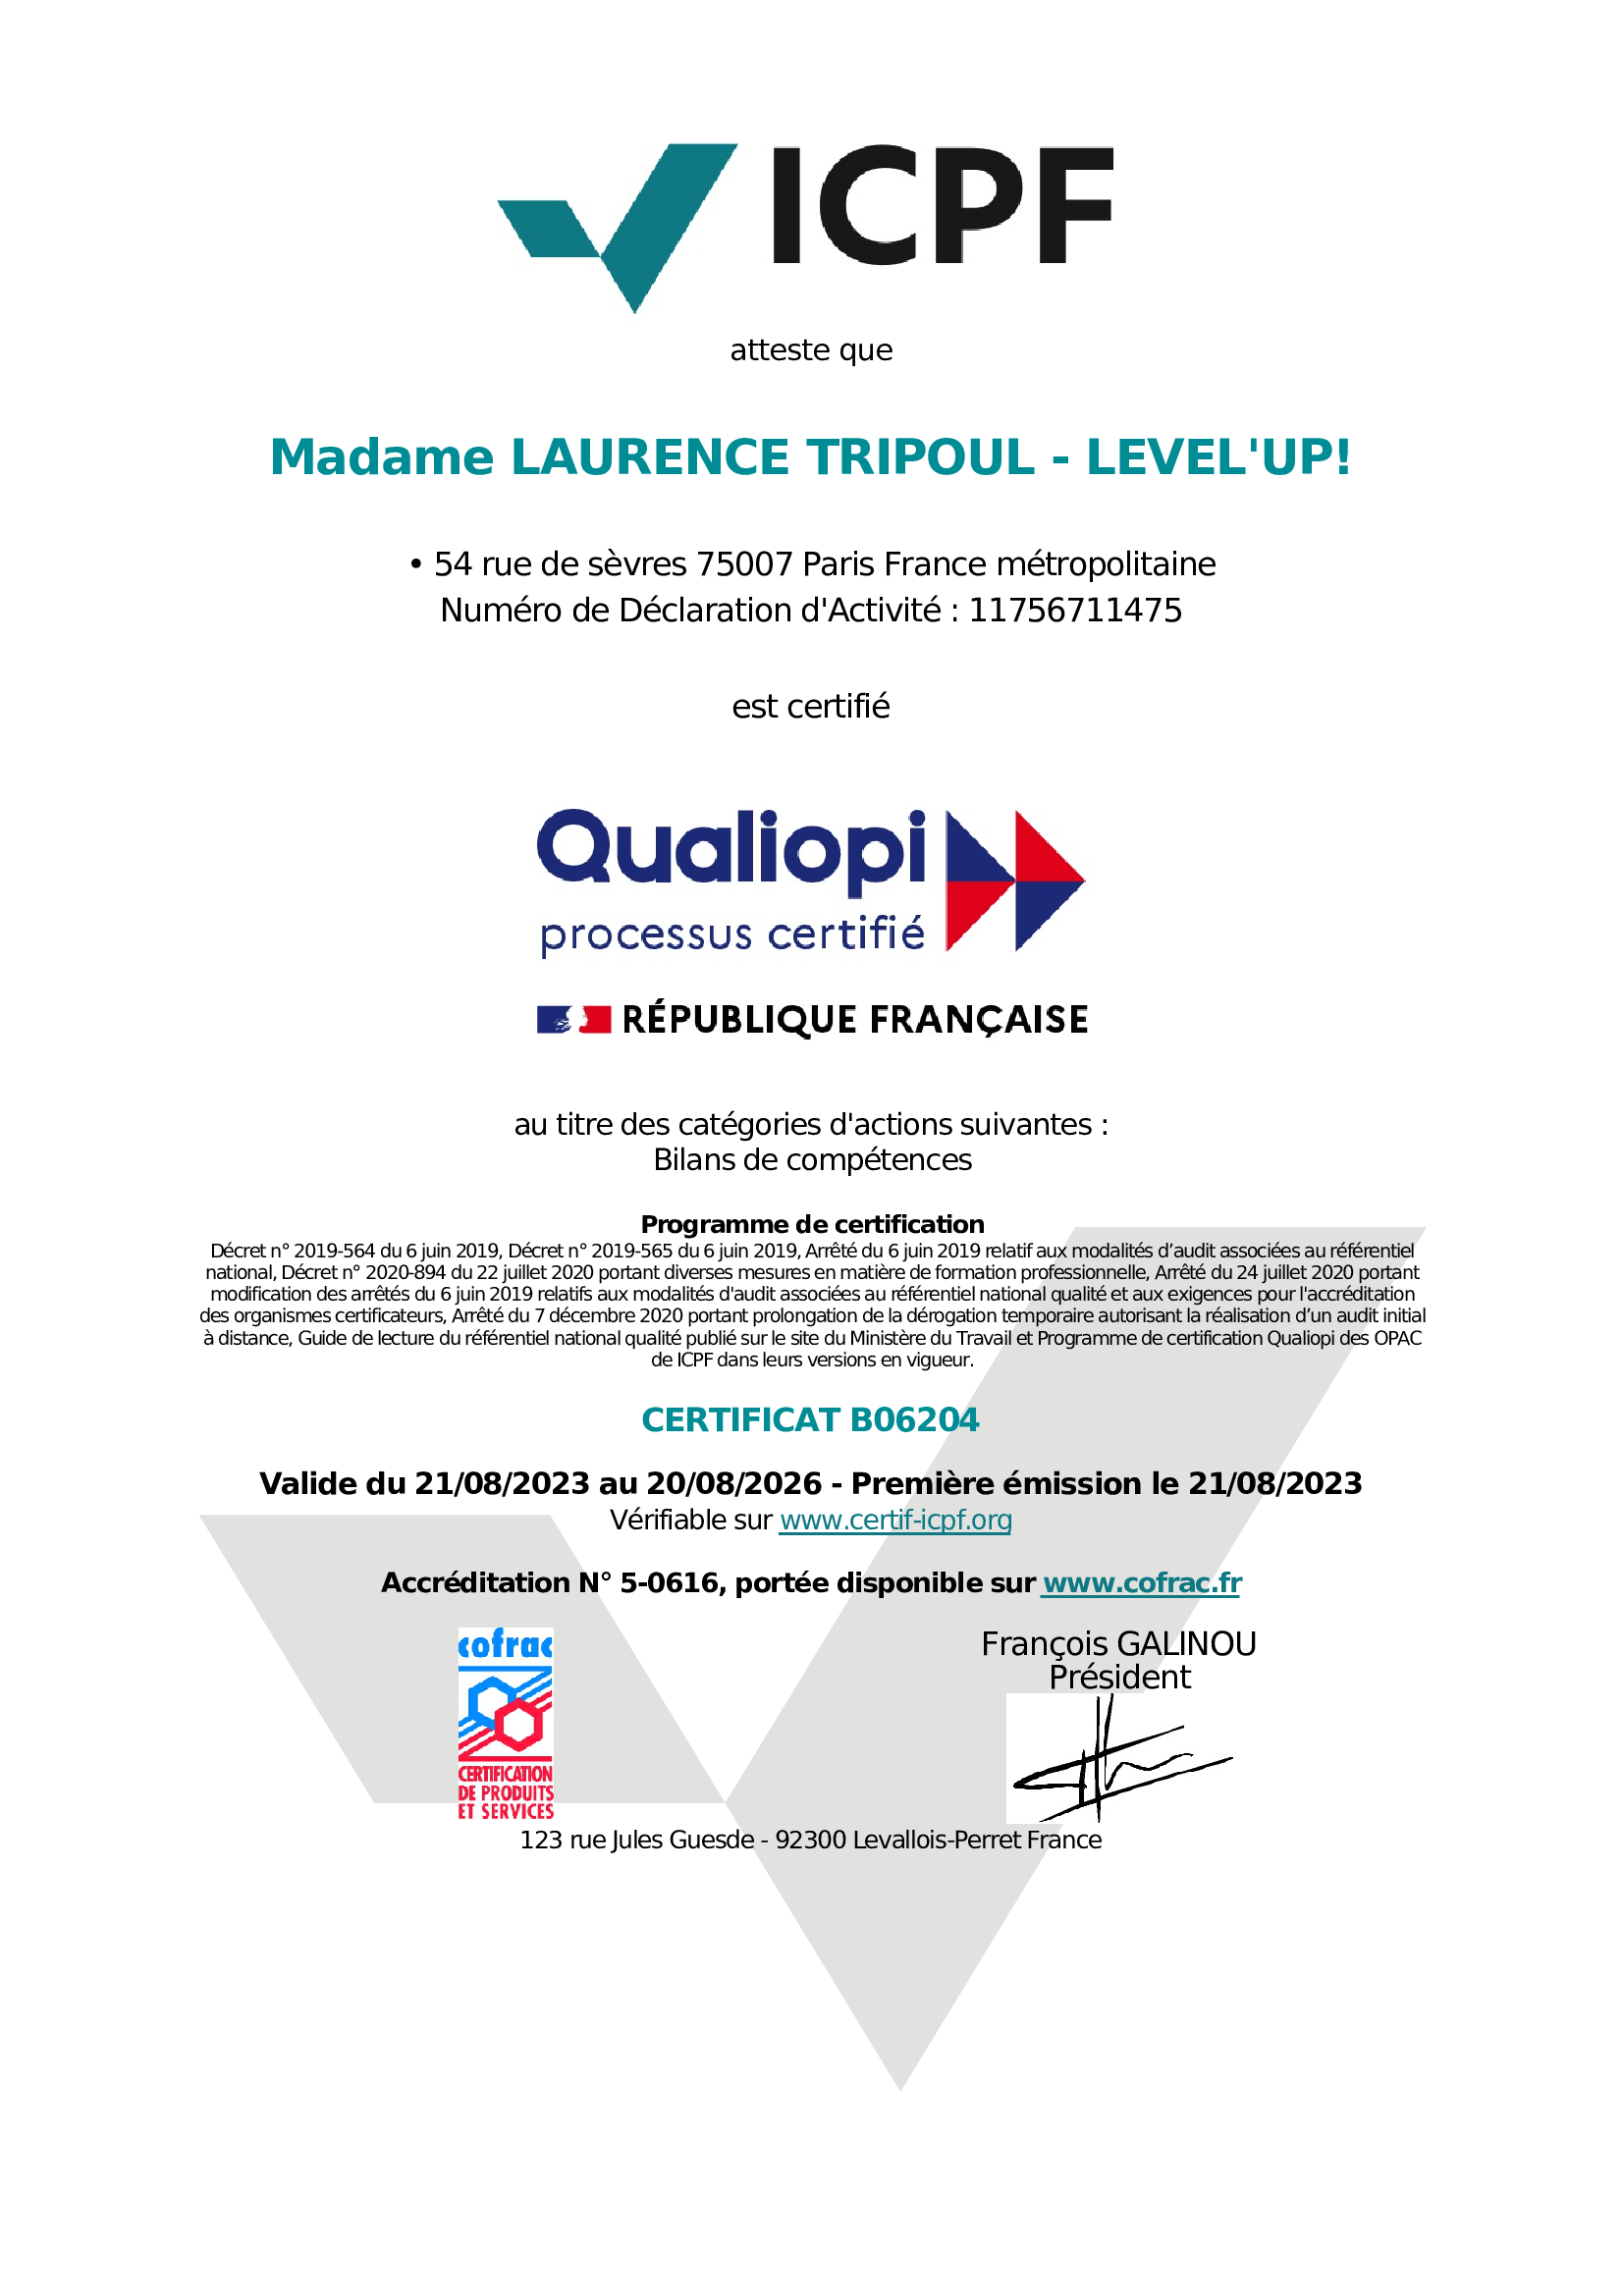 ICPF
atteste que
Madame LAURENCE TRIPOUL - LEVEL'UP!
• 54 rue de sèvres 75007 Paris France métropolitaine
Numéro de Déclaration d'Activité : 11756711475
est certifié
Qualiopi
processus certifié
RÉPUBLIQUE FRANÇAISE
au titre des catégories d'actions suivantes :
Bilans de compétences
Programme de certification
Décret n° 2019-564 du 6 juin 2019, Décret n° 2019-565 du 6 juin 2019, Arrêté du 6 juin 2019 relatif aux modalités d’audit associées au référentiel
national, Décret n° 2020-894 du 22 juillet 2020 portant diverses mesures en matière de formation professionnelle, Arrêté du 24 juillet 2020 portant
modification des arrêtés du 6 juin 2019 relatifs aux modalités d'audit associées au référentiel national qualité et aux exigences pour l'accréditation
des organismes certificateurs, Arrêté du 7 décembre 2020 portant prolongation de la dérogation temporaire autorisant la réalisation d’un audit initial
à distance, Guide de lecture du référentiel national qualité publié sur le site du Ministère du Travail et Programme de certification Qualiopi des OPAC
de ICPF dans leurs versions en vigueur.
CERTIFICAT B06204
Valide du 21/08/2023 au 20/08/2026 - Première émission le 21/08/2023
Vérifiable sur www.certif-icpf.org
Accréditation N° 5-0616, portée disponible sur www.cofrac.fr
cofrac
CERTIFICATION
DE PRODUITS
ET SERVICES
François GALINOU
Président
123 rue Jules Guesde - 92300 Levallois-Perret France